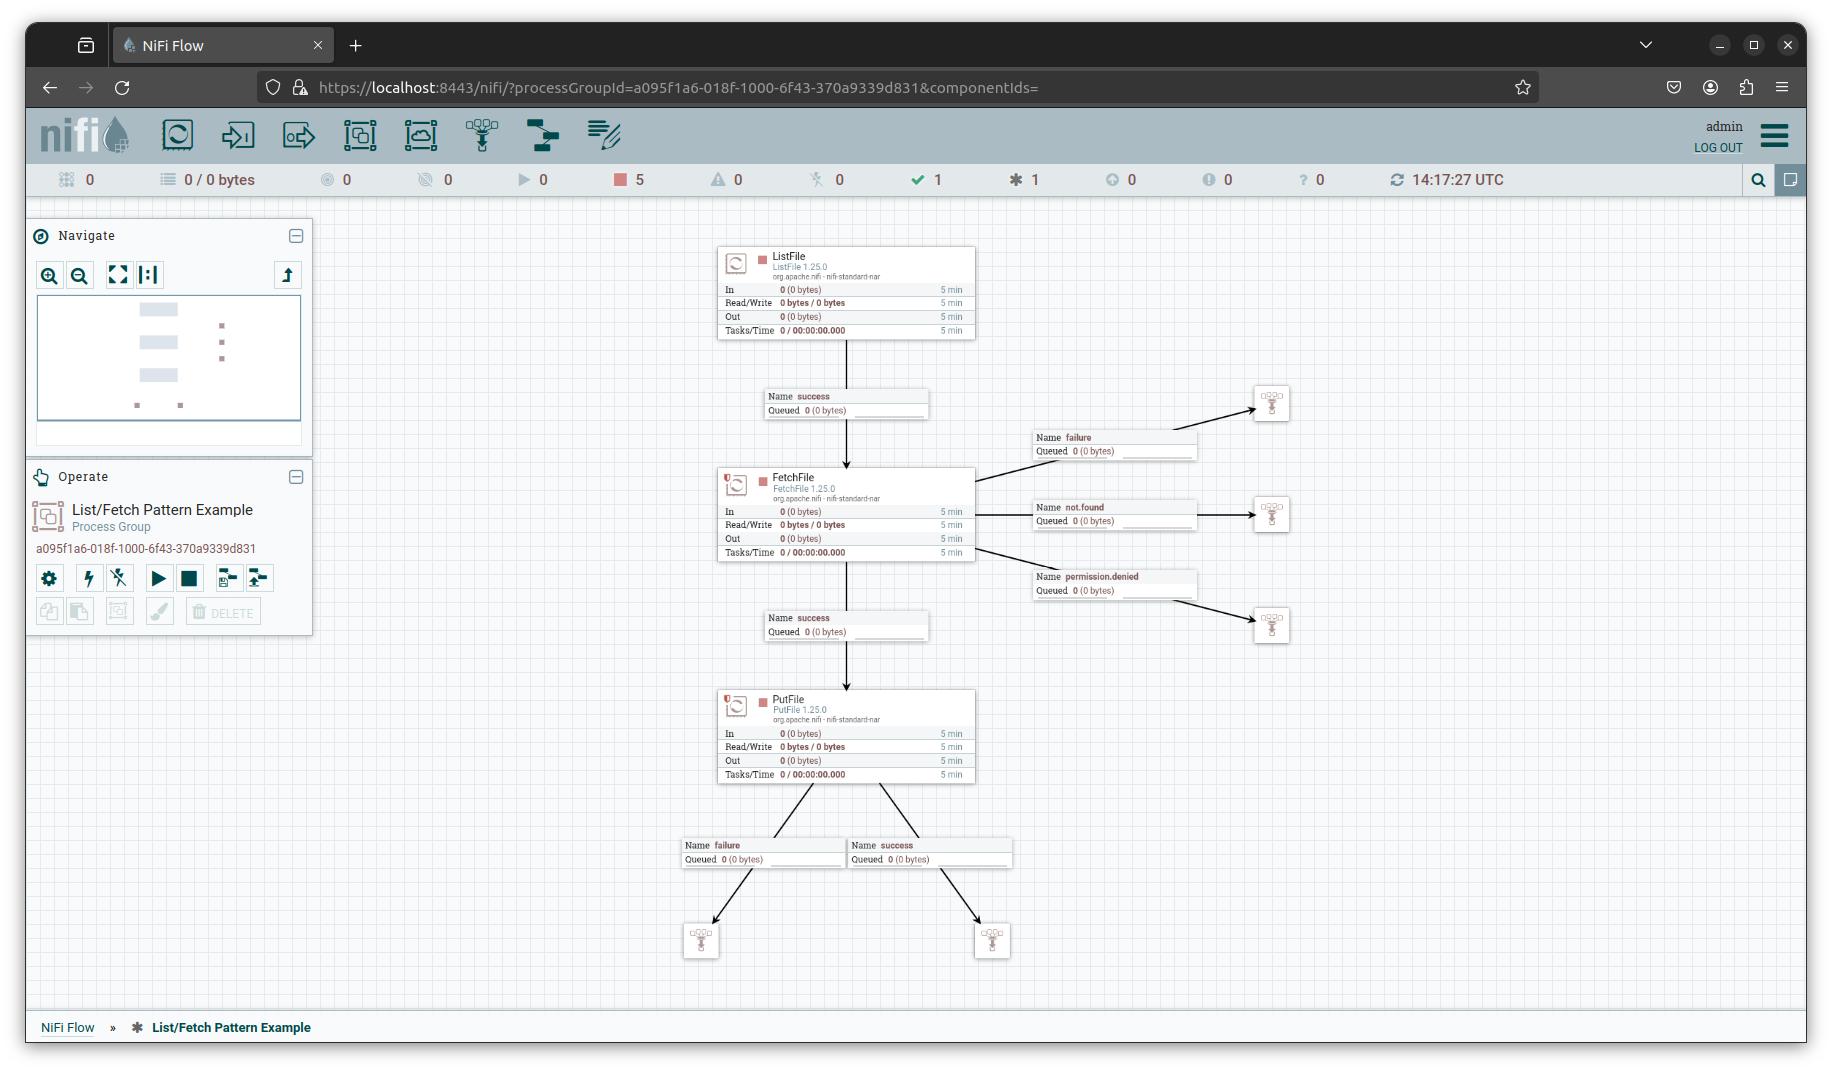 NiFi Flow
https://localhost:8443/nifi/?processGroupId=a095f1a6-018f-1000-6f43-370a9339d831&componentIds=
nifi
admin
LOG OUT
0 0 / 0 bytes 0 0 0 5 0 0 1 1 0 0 ? 0 14:17:27 UTC
Navigate
Operate
List/Fetch Pattern Example
Process Group
a095f1a6-018f-1000-6f43-370a9339d831
DELETE
ListFile
ListFile 1.25.0
org.apache.nifi - nifi-standard-nar
In 0 (0 bytes) 5 min
Read/Write 0 bytes / 0 bytes 5 min
Out 0 (0 bytes) 5 min
Tasks/Time 0 / 00:00:00.000 5 min
Name success
Queued 0 (0 bytes)
Name failure
Queued 0 (0 bytes)
FetchFile
FetchFile 1.25.0
org.apache.nifi - nifi-standard-nar
In 0 (0 bytes) 5 min
Read/Write 0 bytes / 0 bytes 5 min
Out 0 (0 bytes) 5 min
Tasks/Time 0 / 00:00:00.000 5 min
Name not.found
Queued 0 (0 bytes)
Name permission.denied
Queued 0 (0 bytes)
Name success
Queued 0 (0 bytes)
PutFile
PutFile 1.25.0
org.apache.nifi - nifi-standard-nar
In 0 (0 bytes) 5 min
Read/Write 0 bytes / 0 bytes 5 min
Out 0 (0 bytes) 5 min
Tasks/Time 0 / 00:00:00.000 5 min
Name failure
Queued 0 (0 bytes)
Name success
Queued 0 (0 bytes)
NiFi Flow » List/Fetch Pattern Example